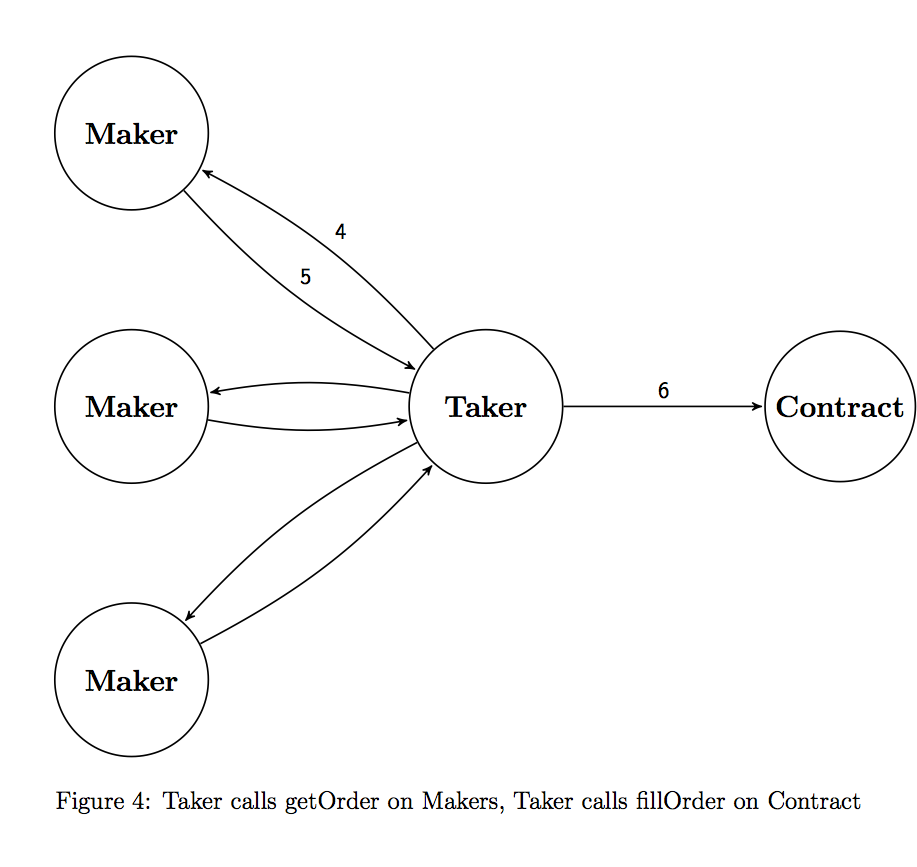 Maker
4
5
Maker
Taker
6
Contract
Maker
Figure 4: Taker calls getOrder on Makers, Taker calls fillOrder on Contract